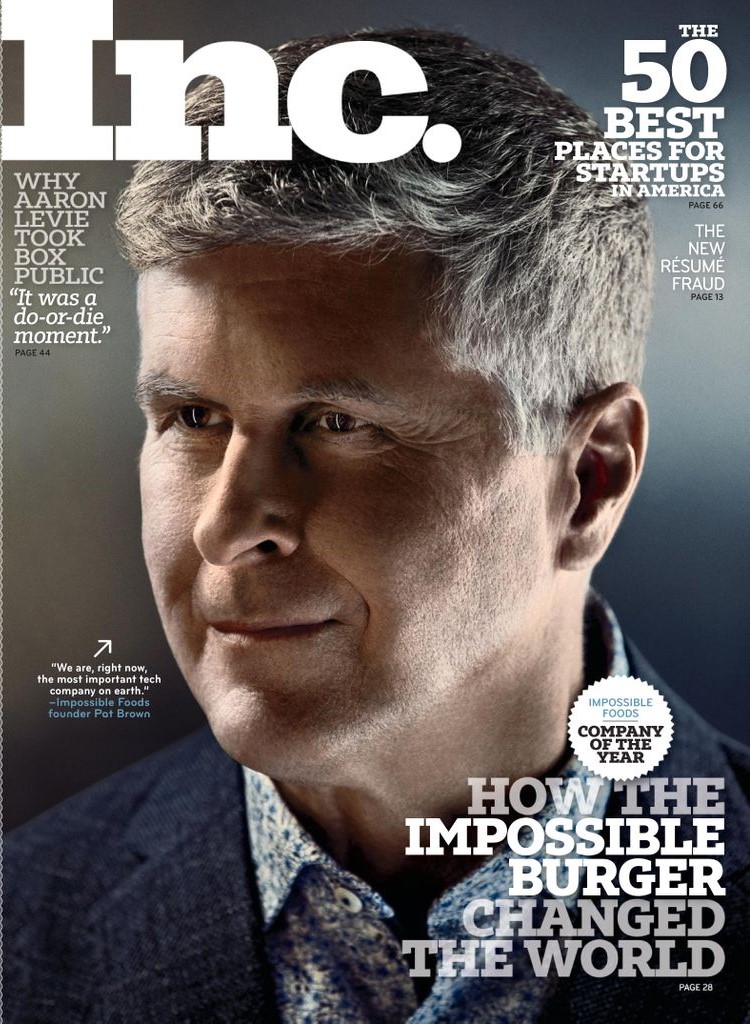 Inc.
THE
50
BEST
PLACES FOR
STARTUPS
IN AMERICA
PAGE 66
THE
NEW
RÉSUMÉ
FRAUD
PAGE 13
WHY
AARON
LEVIE
TOOK
BOX
PUBLIC
“It was a
do-or-die
moment.”
PAGE 44
“We are, right now,
the most important tech
company on earth.”
–Impossible Foods
founder Pat Brown
IMPOSSIBLE
FOODS
COMPANY
OF THE
YEAR
HOW THE
IMPOSSIBLE
BURGER
CHANGED
THE WORLD
PAGE 28